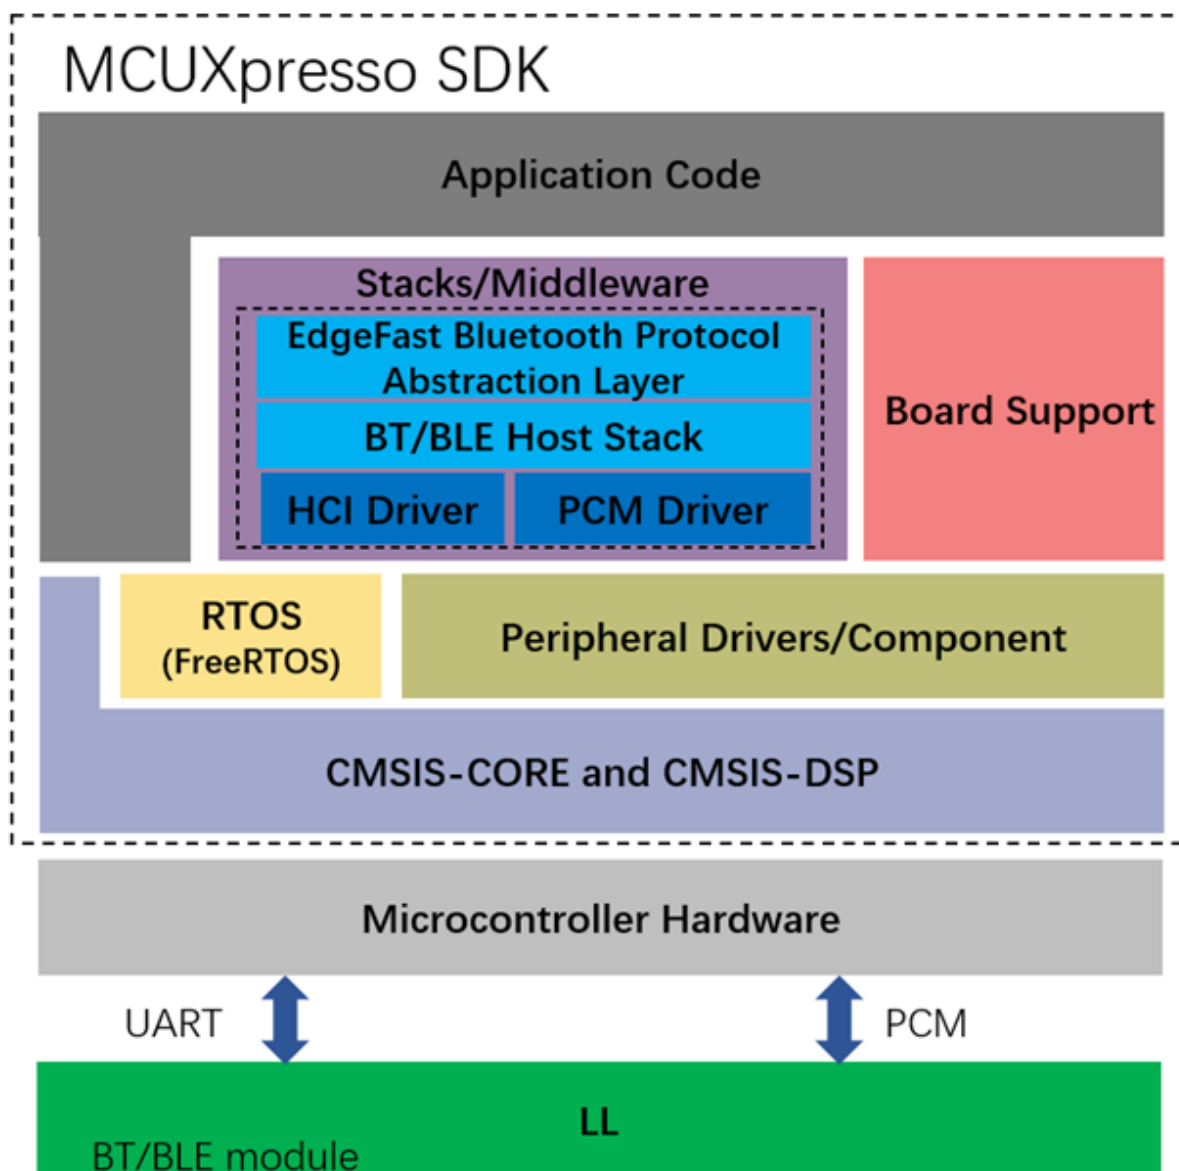 MCUXpresso SDK
Application Code
Stacks/Middleware
EdgeFast Bluetooth Protocol
Abstraction Layer
BT/BLE Host Stack
HCI Driver
PCM Driver
Board Support
RTOS
(FreeRTOS)
Peripheral Drivers/Component
CMSIS-CORE and CMSIS-DSP
Microcontroller Hardware
UART
PCM
LL
BT/BLE module